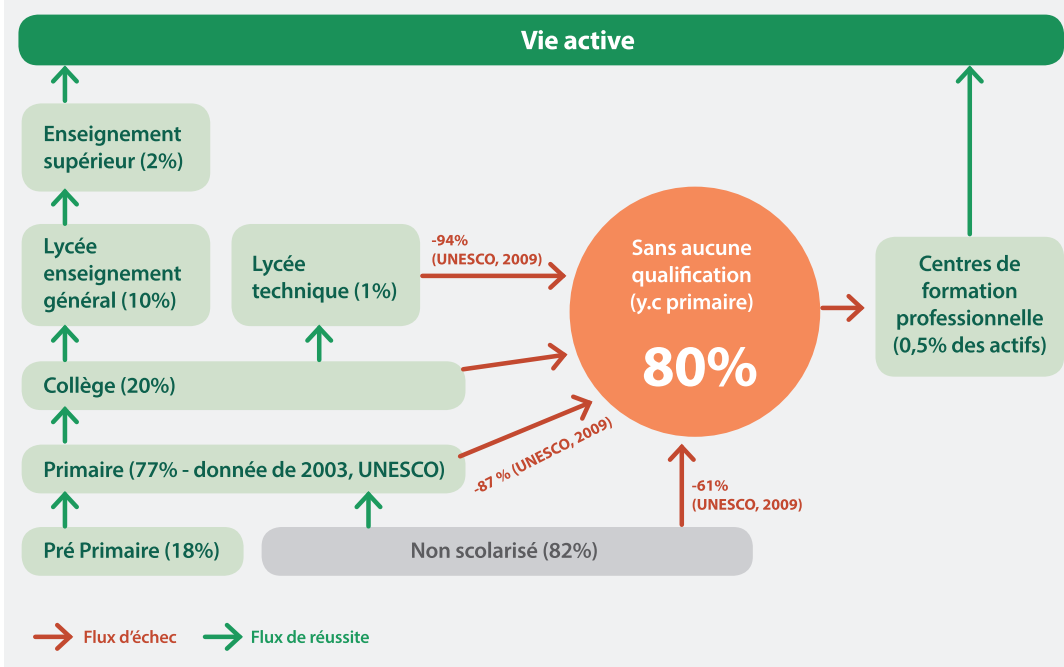 Vie active
Enseignement
supérieur (2%)
Lycée
enseignement
général (10%)
Lycée
technique (1%)
-94%
(UNESCO, 2009)
Sans aucune
qualification
(y.c primaire)
80%
Centres de
formation
professionnelle
(0,5% des actifs)
Collège (20%)
Primaire (77% - donnée de 2003, UNESCO)
-87 % (UNESCO, 2009)
-61%
(UNESCO, 2009)
Pré Primaire (18%)
Non scolarisé (82%)
Flux d’échec
Flux de réussite